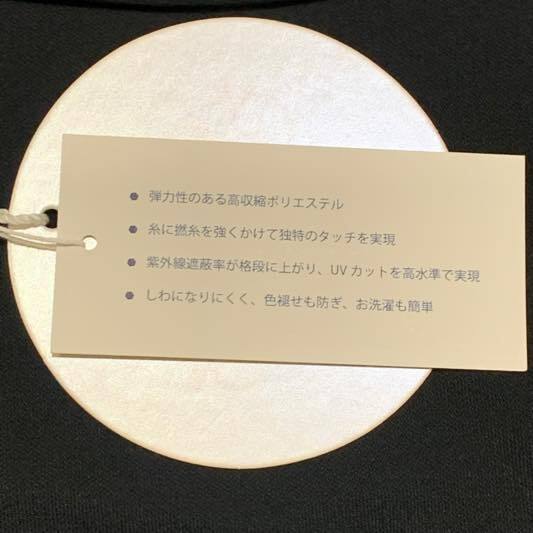 ● 弾力性のある高収縮ポリエステル
● 糸に撚糸を強くかけて独特のタッチを実現
● 紫外線遮蔽率が格段に上がり、UVカットを高水準で実現
● しわになりにくく、色褪せも防ぎ、お洗濯も簡単